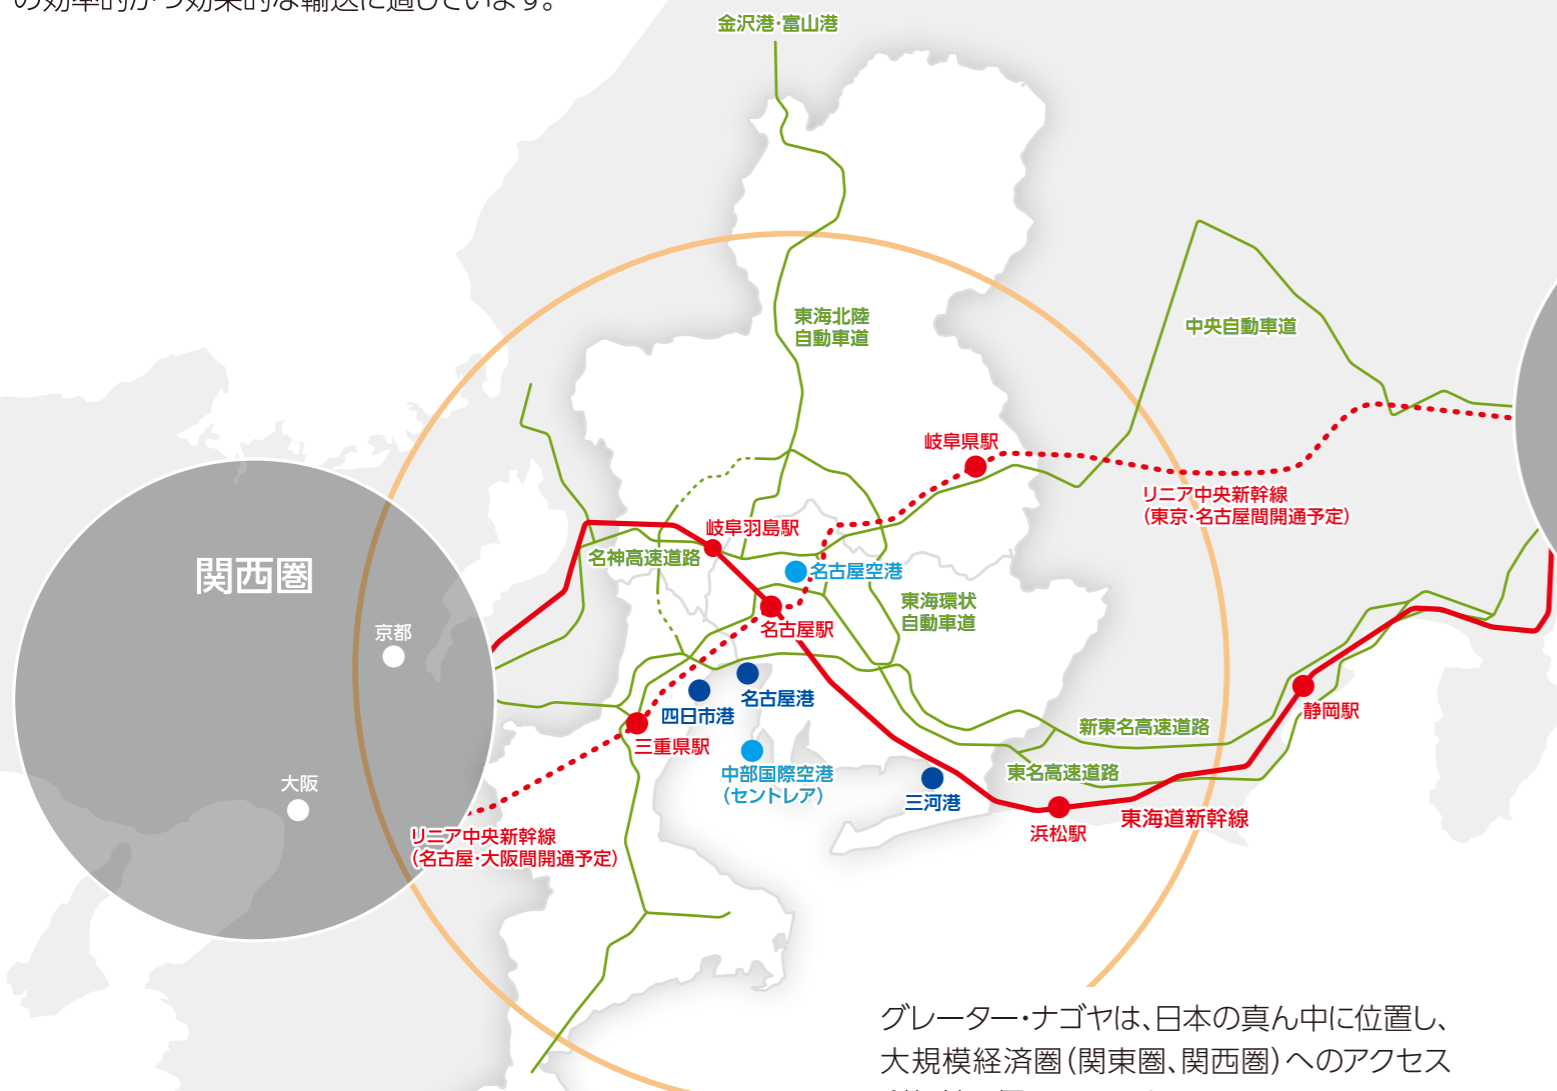 の効率的かつ効果的な輸送に適しています。
金沢港・富山港
東海北陸
自動車道
中央自動車道
岐阜県駅
リニア中央新幹線
（東京・名古屋間開通予定）
岐阜羽島駅
名神高速道路
名古屋空港
関西圏
東海環状
自動車道
京都
名古屋駅
名古屋港
四日市港
静岡駅
新東名高速道路
三重県駅
中部国際空港
（セントレア）
東名高速道路
大阪
三河港
東海道新幹線
浜松駅
リニア中央新幹線
（名古屋・大阪間開通予定）
グレーター・ナゴヤは、日本の真ん中に位置し、
大規模経済圏（関東圏、関西圏）へのアクセス